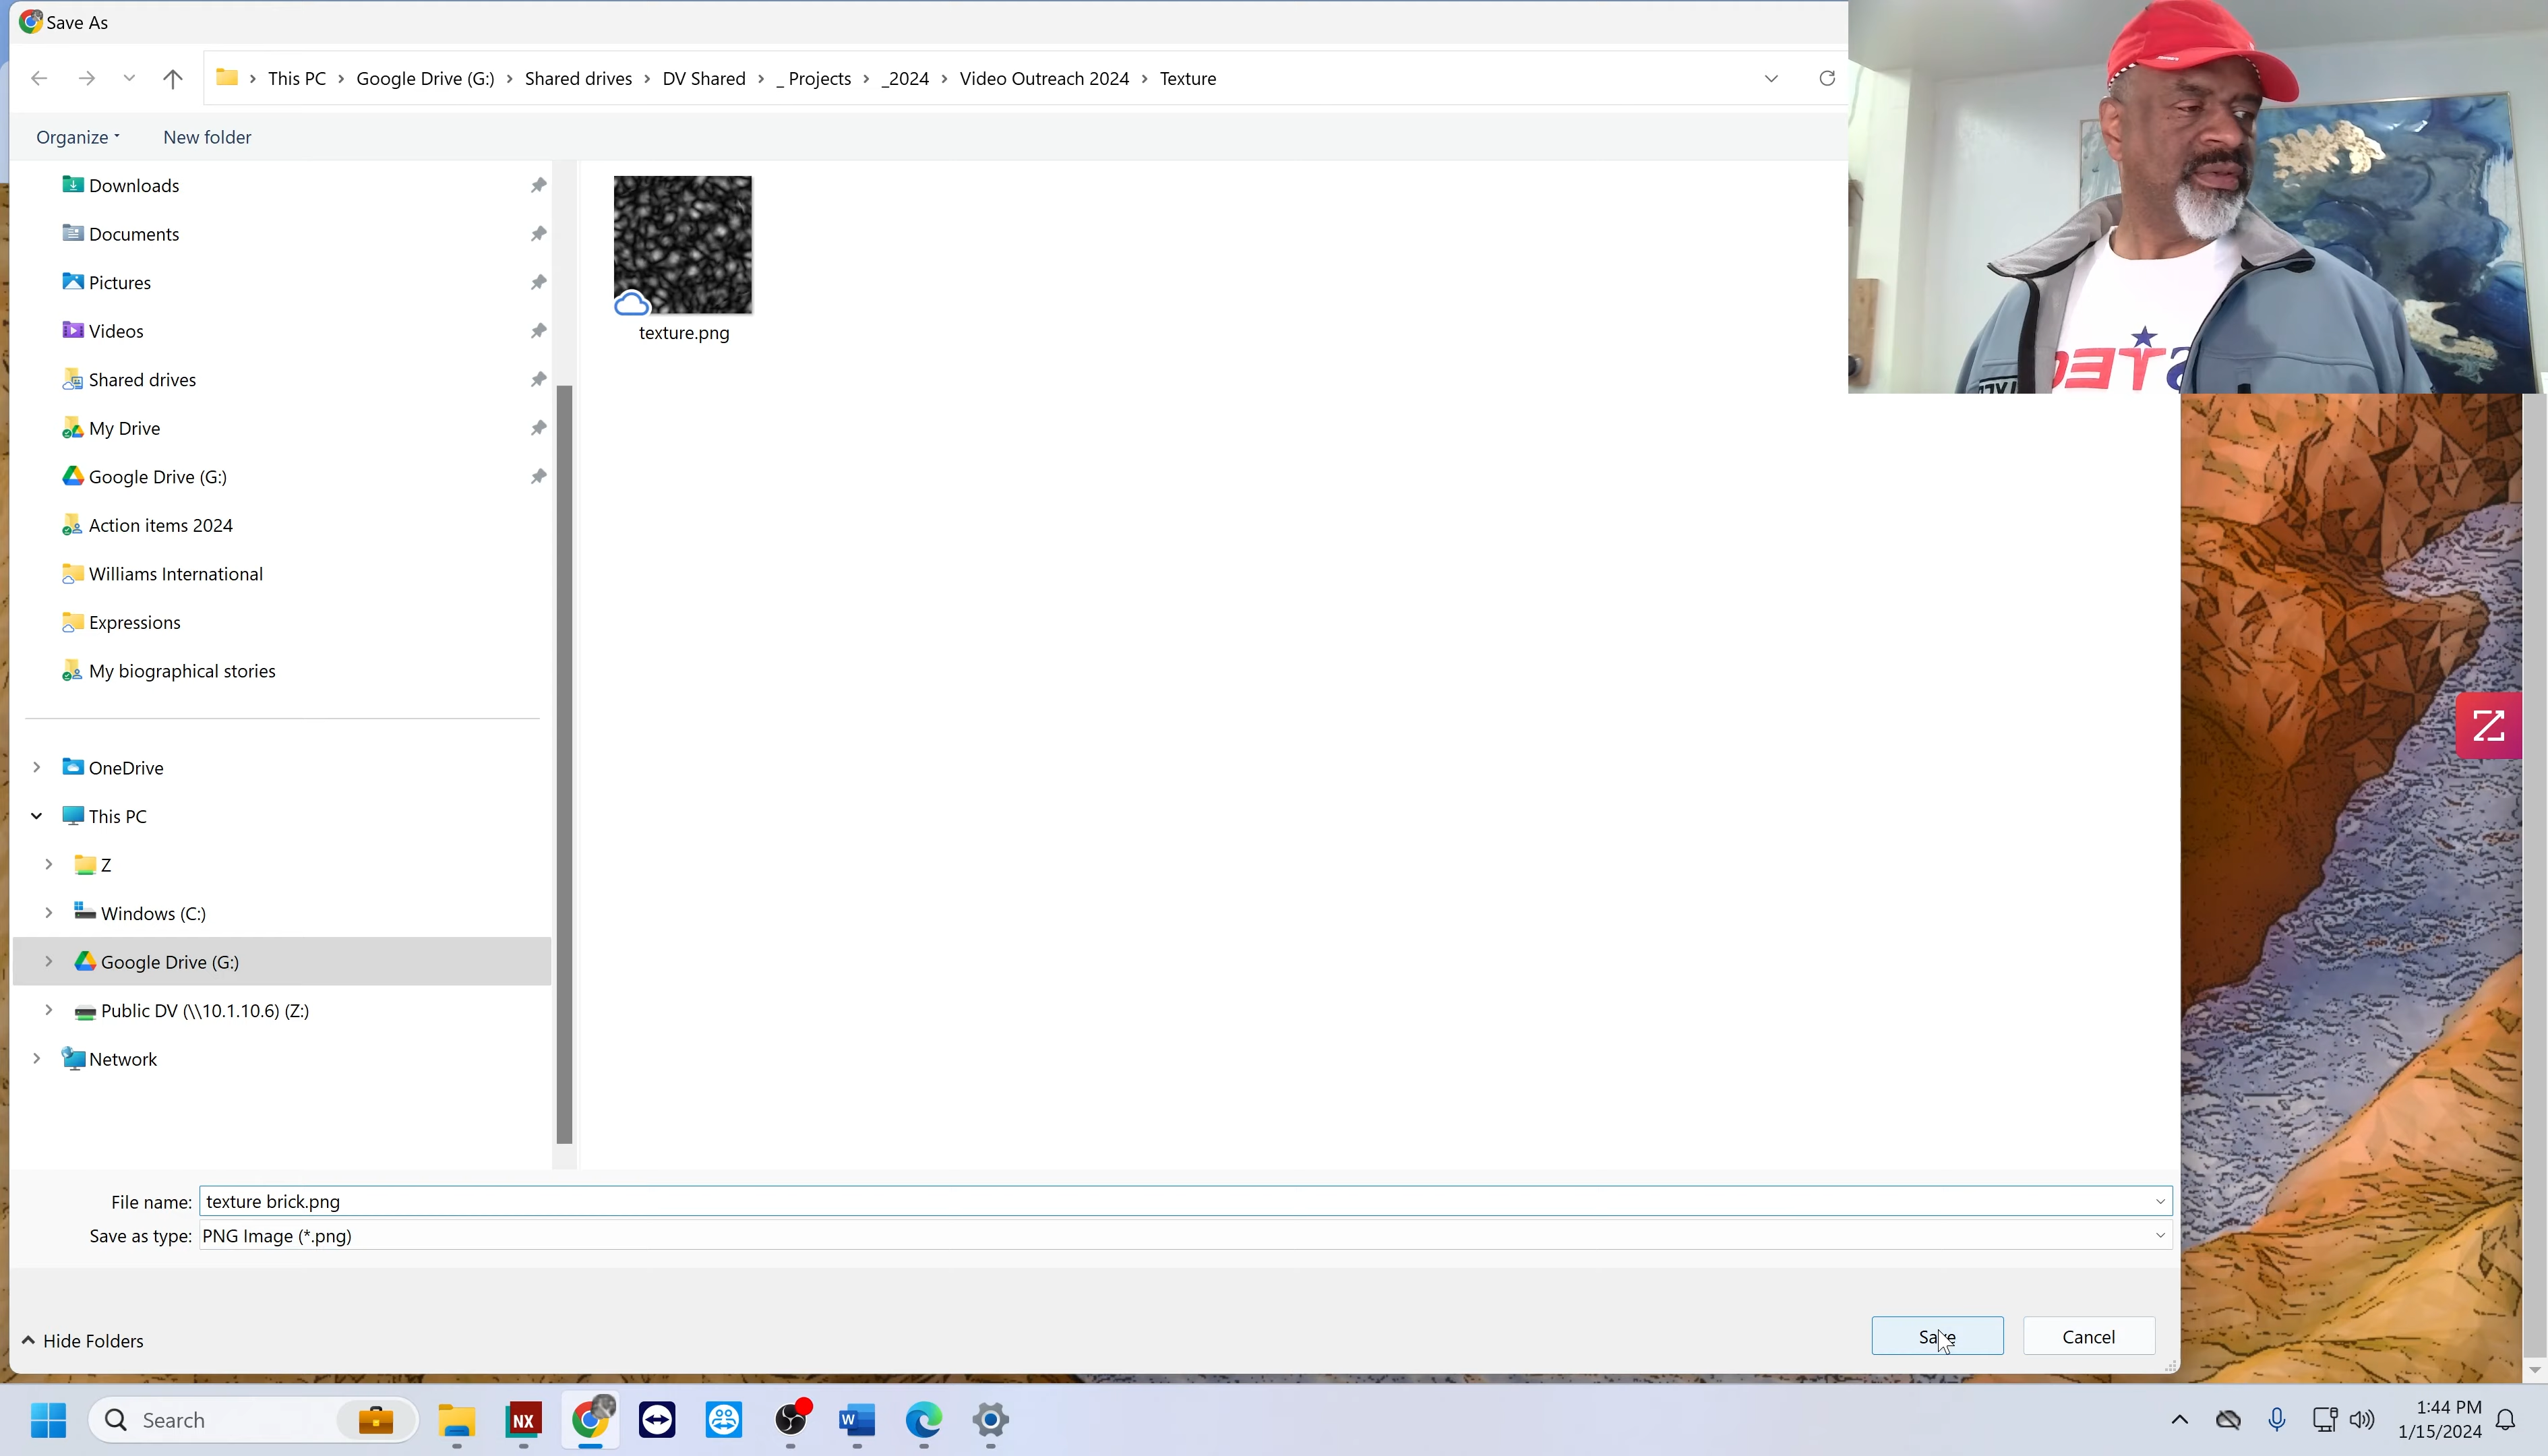 Save As
This PC > Google Drive (G:) > Shared drives > DV Shared > _ Projects > _2024 > Video Outreach 2024 > Texture
Organize
New folder
Downloads
Documents
Pictures
Videos
Shared drives
My Drive
Google Drive (G:)
Action items 2024
Williams International
Expressions
My biographical stories
OneDrive
This PC
Z
Windows (C:)
Google Drive (G:)
Public DV (\\10.1.10.6) (Z:)
Network
texture.png
File name: texture brick.png
Save as type: PNG Image (*.png)
Hide Folders
Save
Cancel
Search
NX
W
1:44 PM
1/15/2024